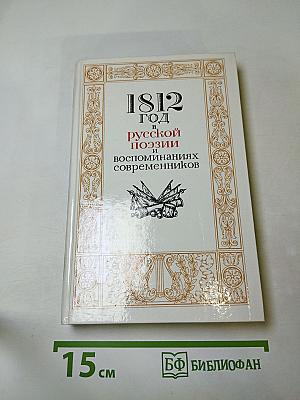 1812
ГОД
в
русской
поэзии
и
воспоминаниях
современников
15 см
БФ БИБЛИОФАН